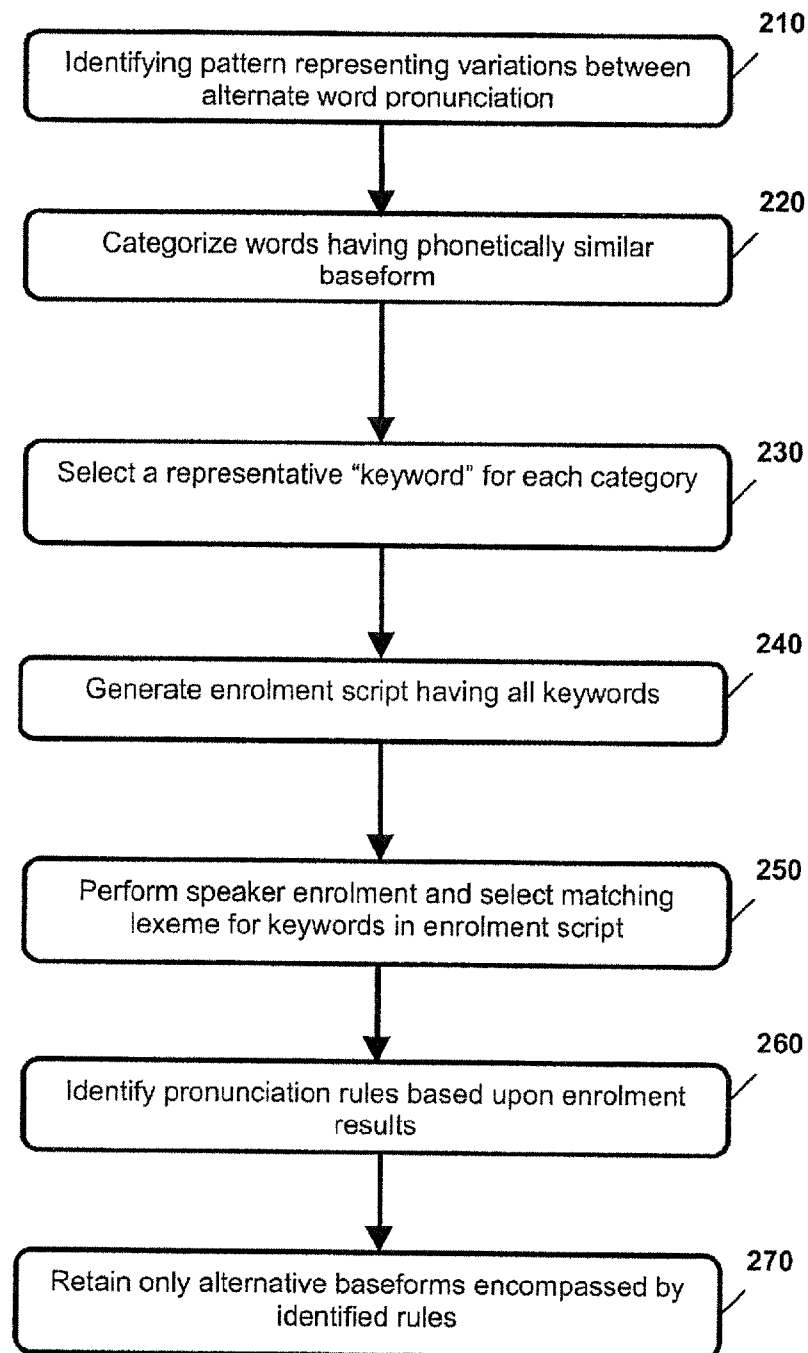 210
Identifying pattern representing variations between
alternate word pronunciation
220
Categorize words having phonetically similar
baseform
230
Select a representative “keyword” for each category
240
Generate enrolment script having all keywords
250
Perform speaker enrolment and select matching
lexeme for keywords in enrolment script
260
Identify pronunciation rules based upon enrolment
results
270
Retain only alternative baseforms encompassed by
identified rules